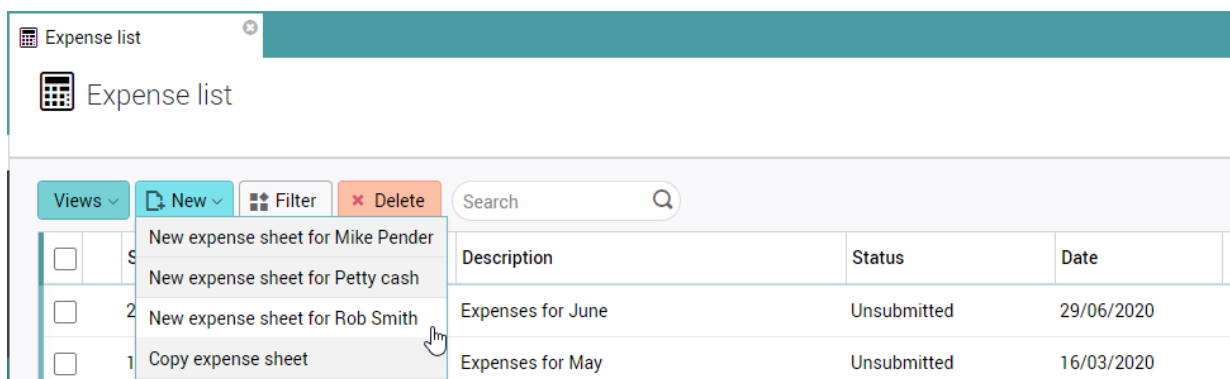 Expense list
Expense list
Views New Filter Delete Search
New expense sheet for Mike Pender
New expense sheet for Petty cash
New expense sheet for Rob Smith
Copy expense sheet
S Description Status Date
2 Expenses for June Unsubmitted 29/06/2020
1 Expenses for May Unsubmitted 16/03/2020